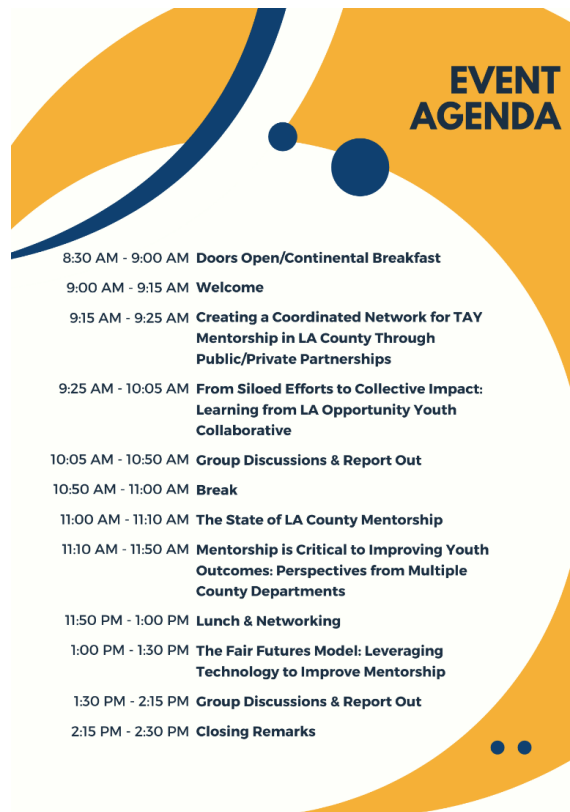 EVENT
AGENDA
8:30 AM - 9:00 AM Doors Open/Continental Breakfast
9:00 AM - 9:15 AM Welcome
9:15 AM - 9:25 AM Creating a Coordinated Network for TAY
Mentorship in LA County Through
Public/Private Partnerships
9:25 AM - 10:05 AM From Siloed Efforts to Collective Impact:
Learning from LA Opportunity Youth
Collaborative
10:05 AM - 10:50 AM Group Discussions & Report Out
10:50 AM - 11:00 AM Break
11:00 AM - 11:10 AM The State of LA County Mentorship
11:10 AM - 11:50 AM Mentorship is Critical to Improving Youth
Outcomes: Perspectives from Multiple
County Departments
11:50 PM - 1:00 PM Lunch & Networking
1:00 PM - 1:30 PM The Fair Futures Model: Leveraging
Technology to Improve Mentorship
1:30 PM - 2:15 PM Group Discussions & Report Out
2:15 PM - 2:30 PM Closing Remarks